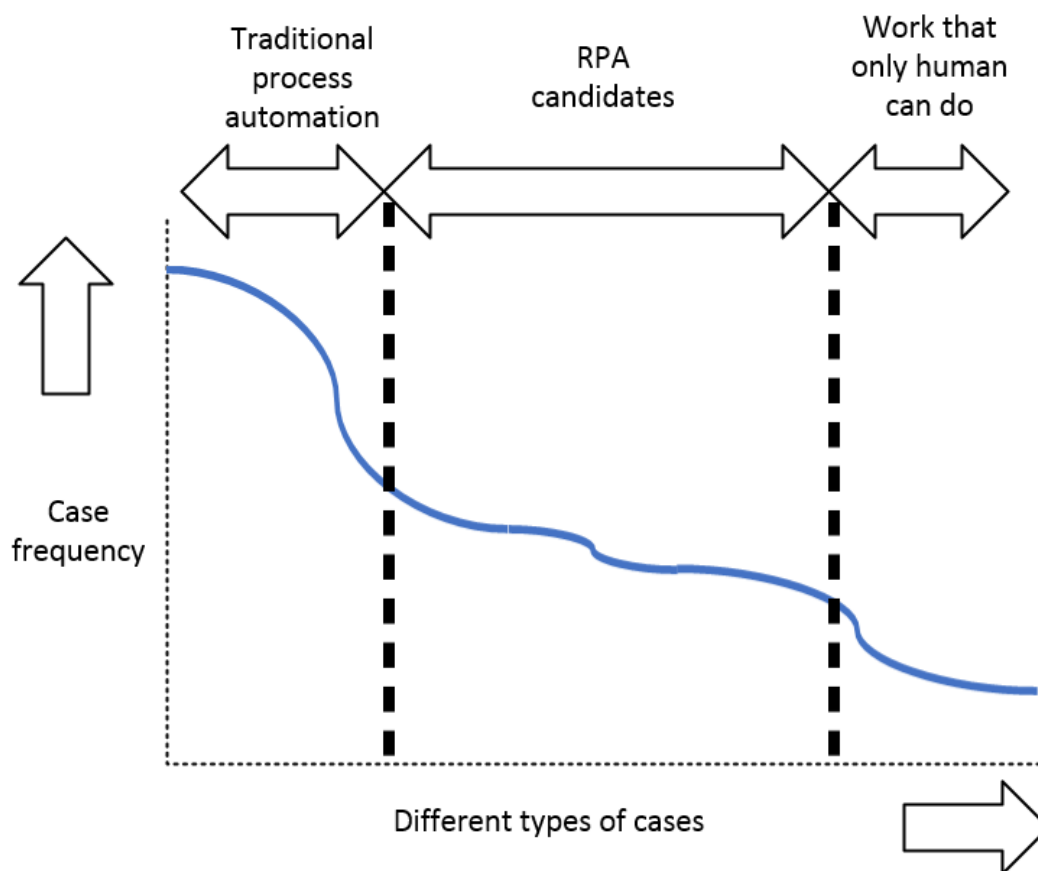 Traditional
process
automation
RPA
candidates
Work that
only human
can do
Case
frequency
Different types of cases